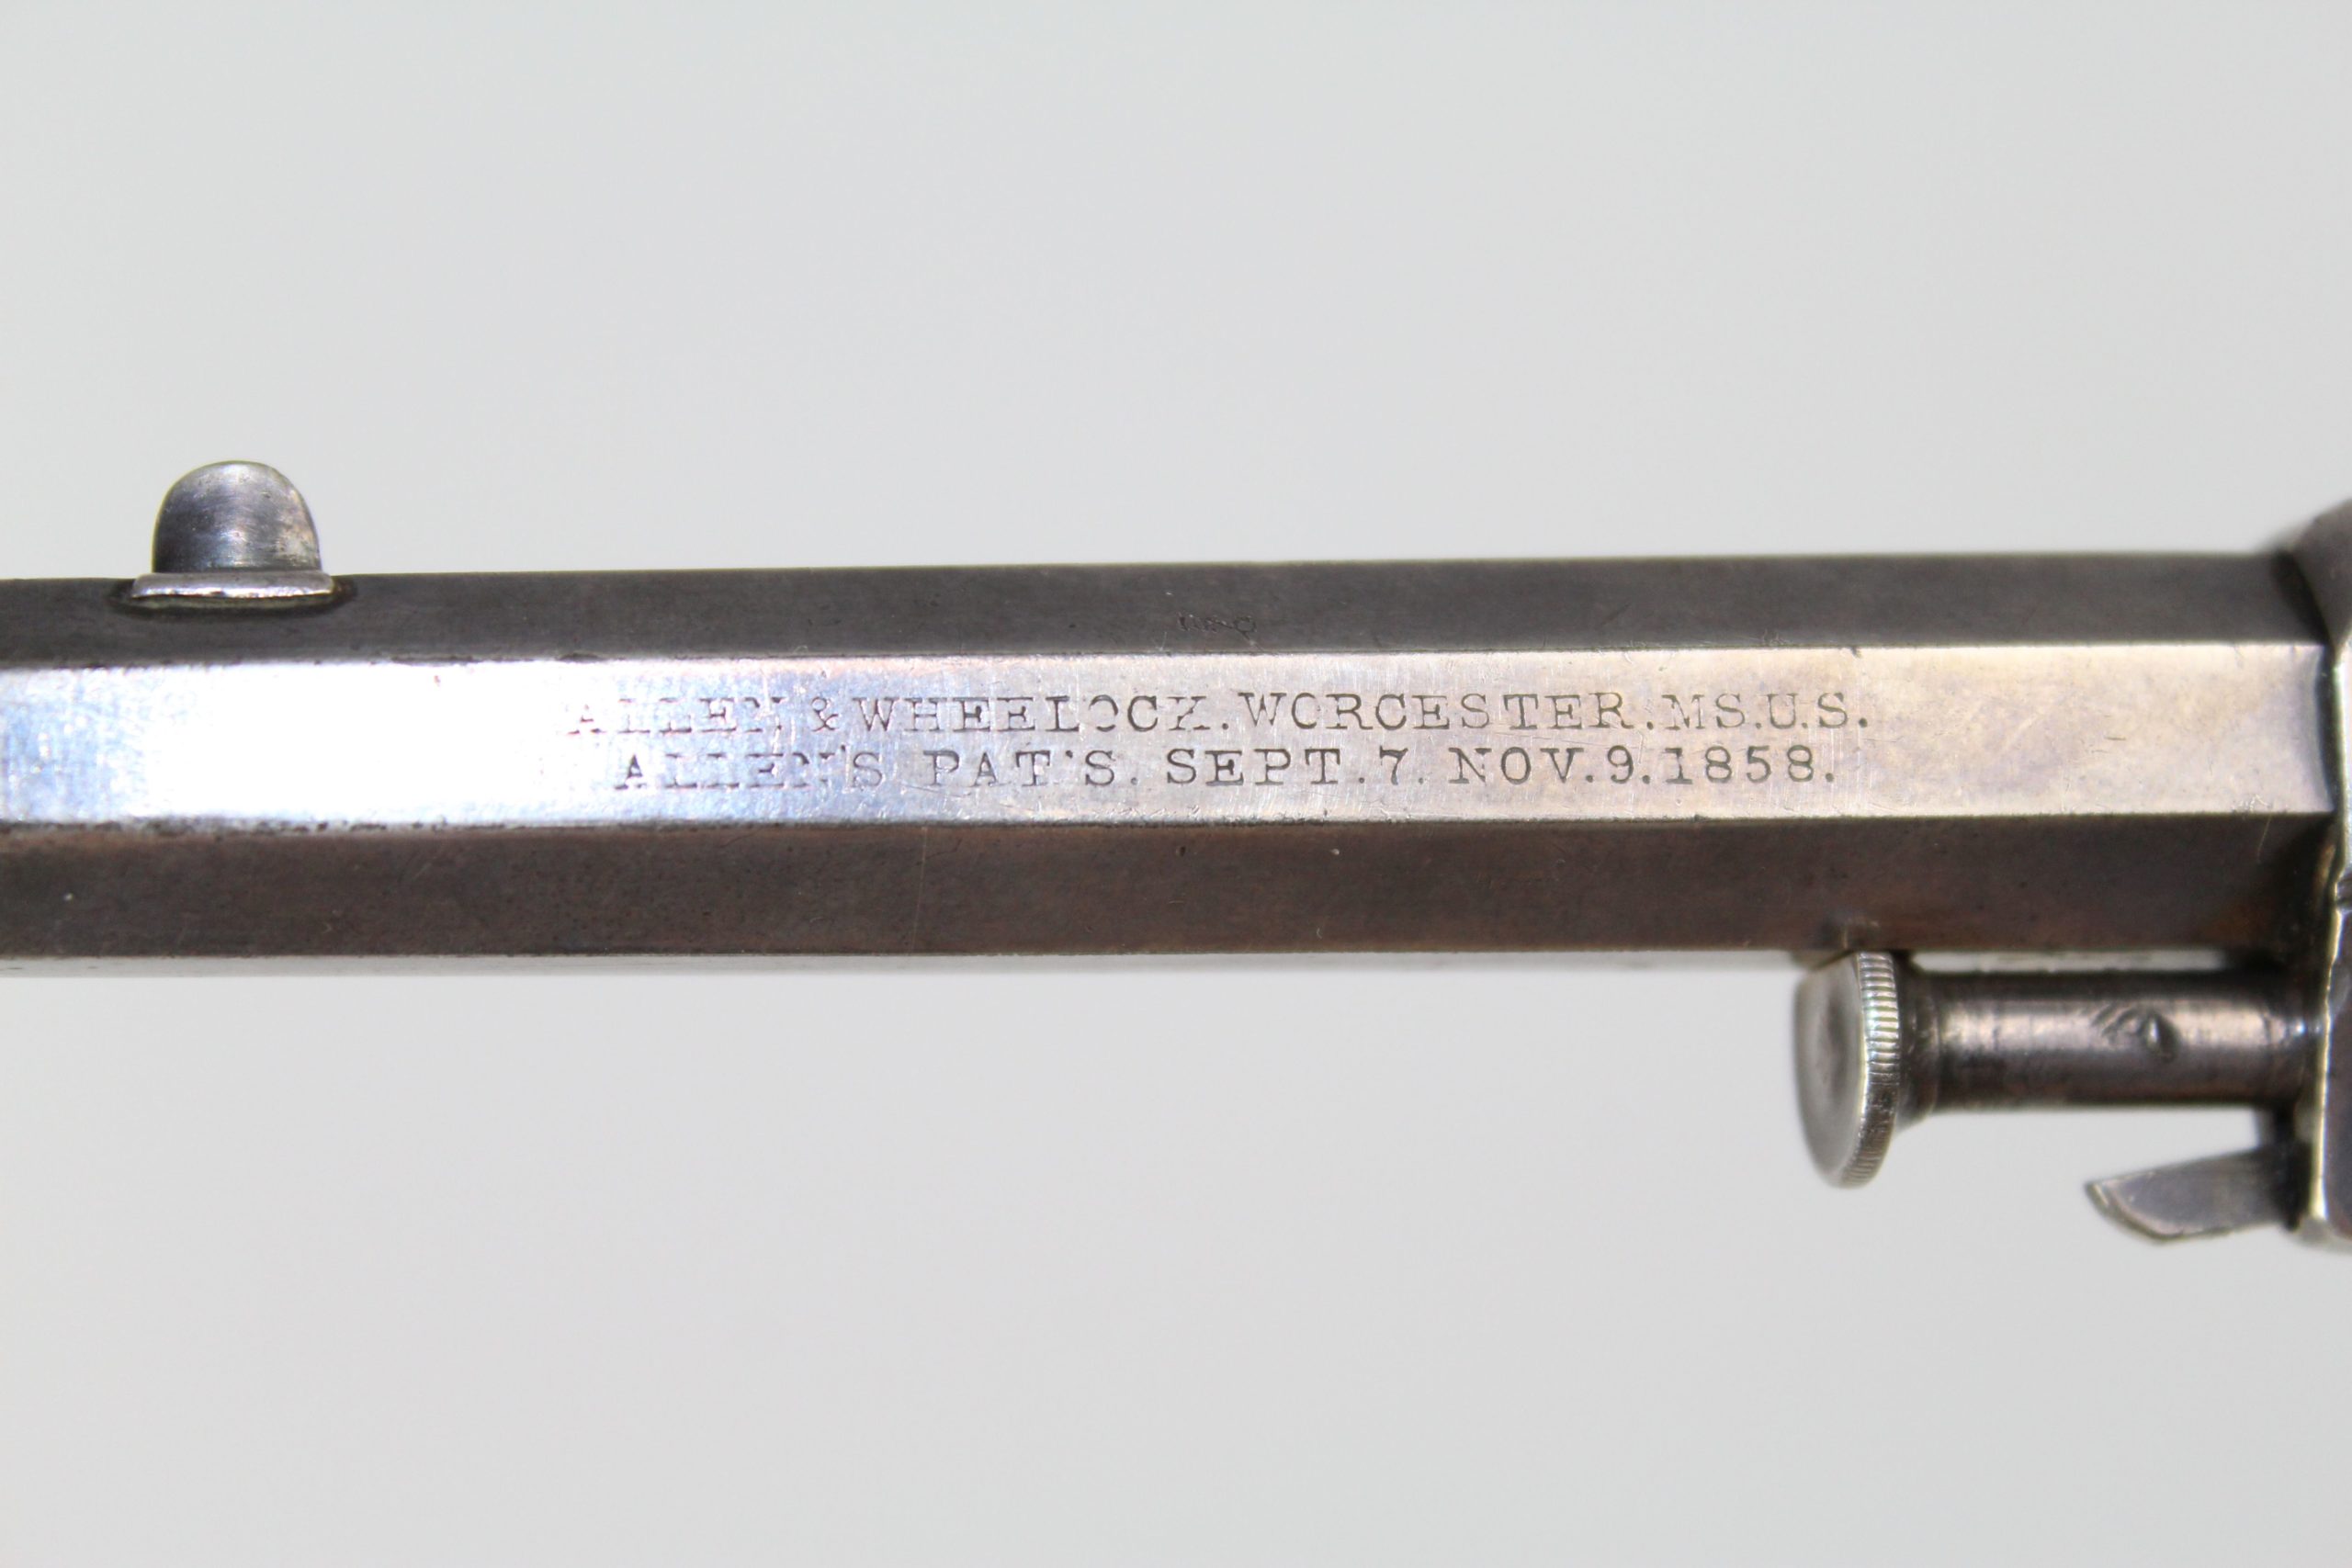 ALLEN & WHEELOCK. WORCESTER. MS. U.S.
ALLEN'S PAT'S. SEPT. 7. NOV. 9. 1858.